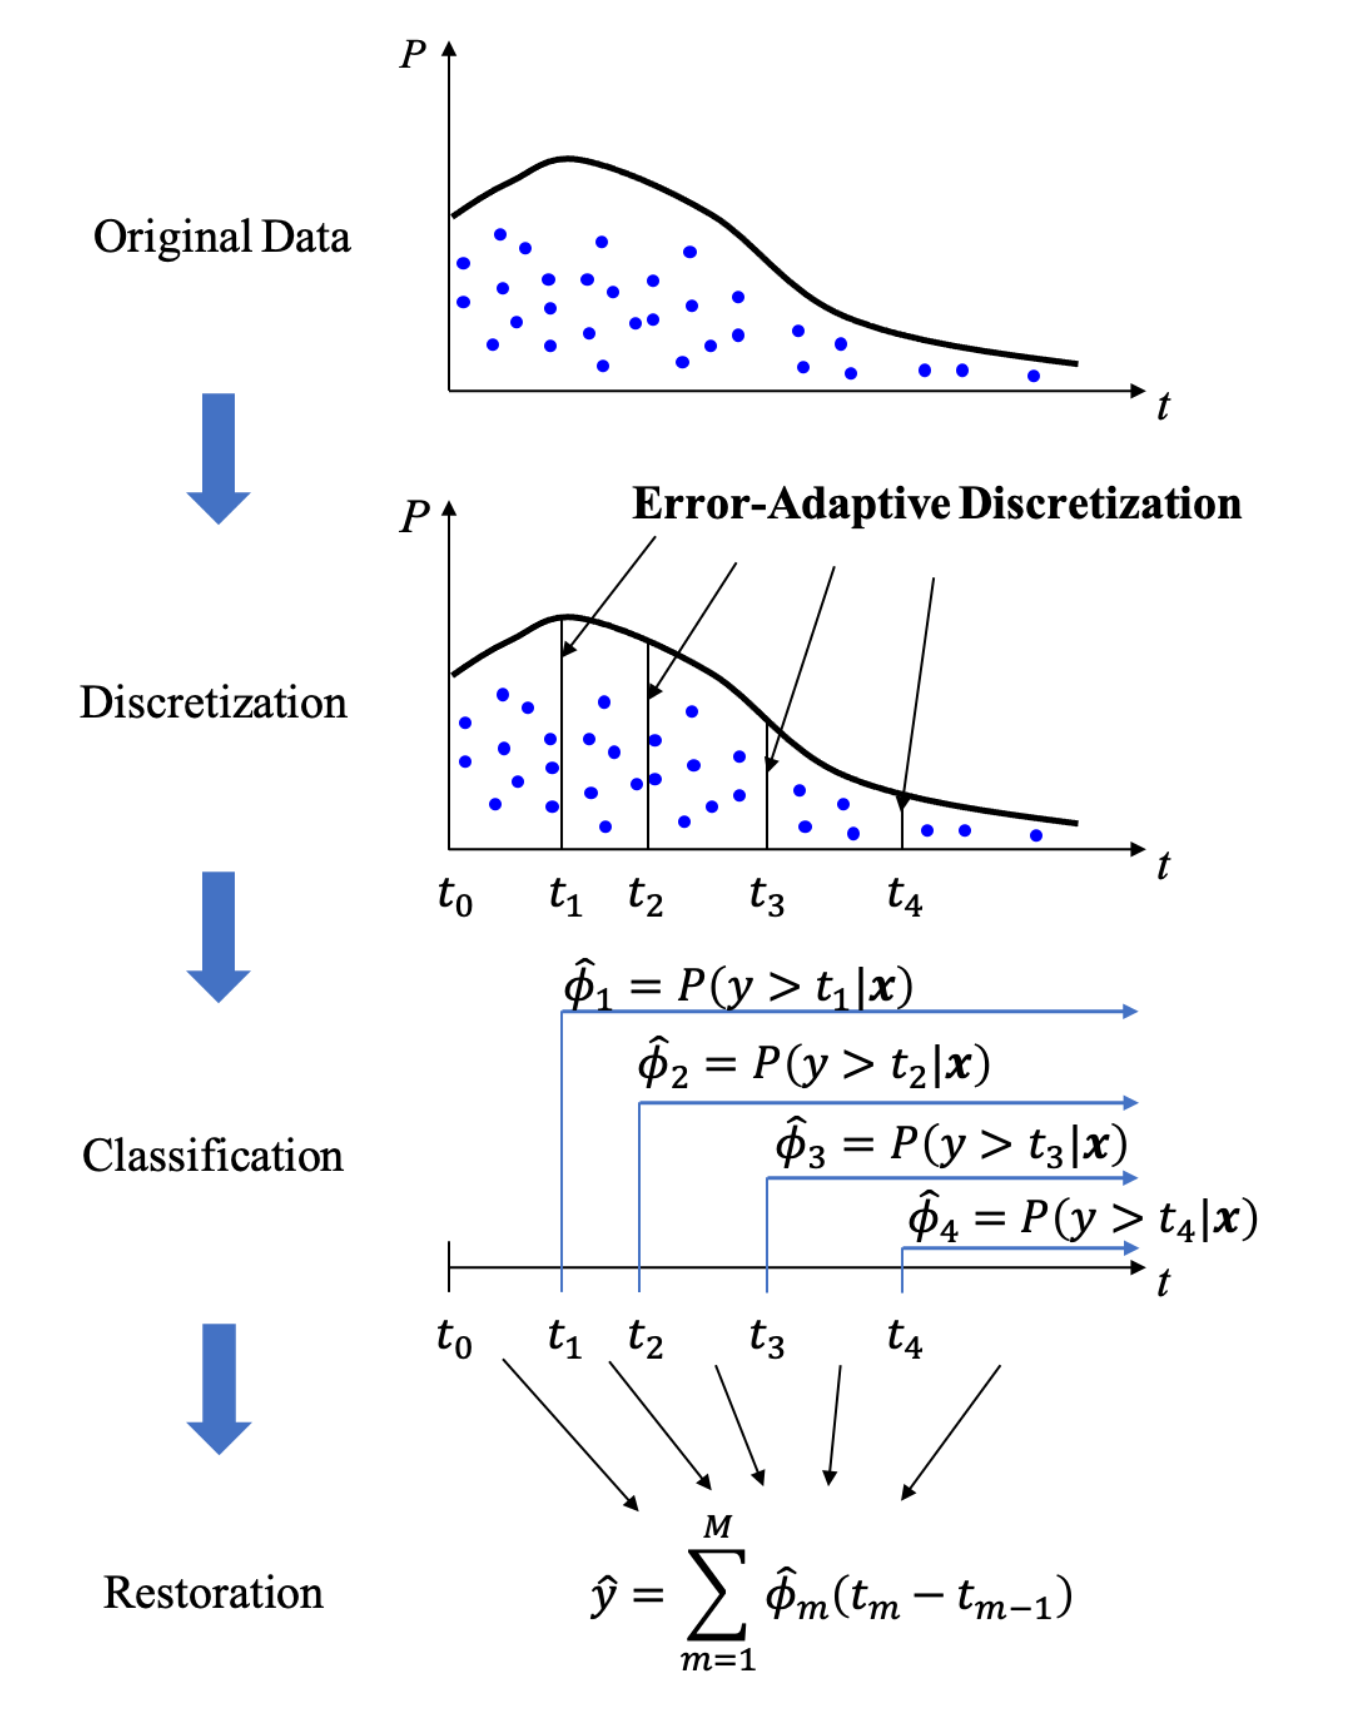 P
Original Data
t
Error-Adaptive Discretization
P
Discretization
t
t₀ t₁ t₂ t₃ t₄
ϕ̂₁ = P(y > t₁|x)
ϕ̂₂ = P(y > t₂|x)
ϕ̂₃ = P(y > t₃|x)
Classification
ϕ̂₄ = P(y > t₄|x)
t
t₀ t₁ t₂ t₃ t₄
Restoration
ŷ = ∑_{m=1}^{M} ϕ̂ₘ(tₘ − tₘ₋₁)